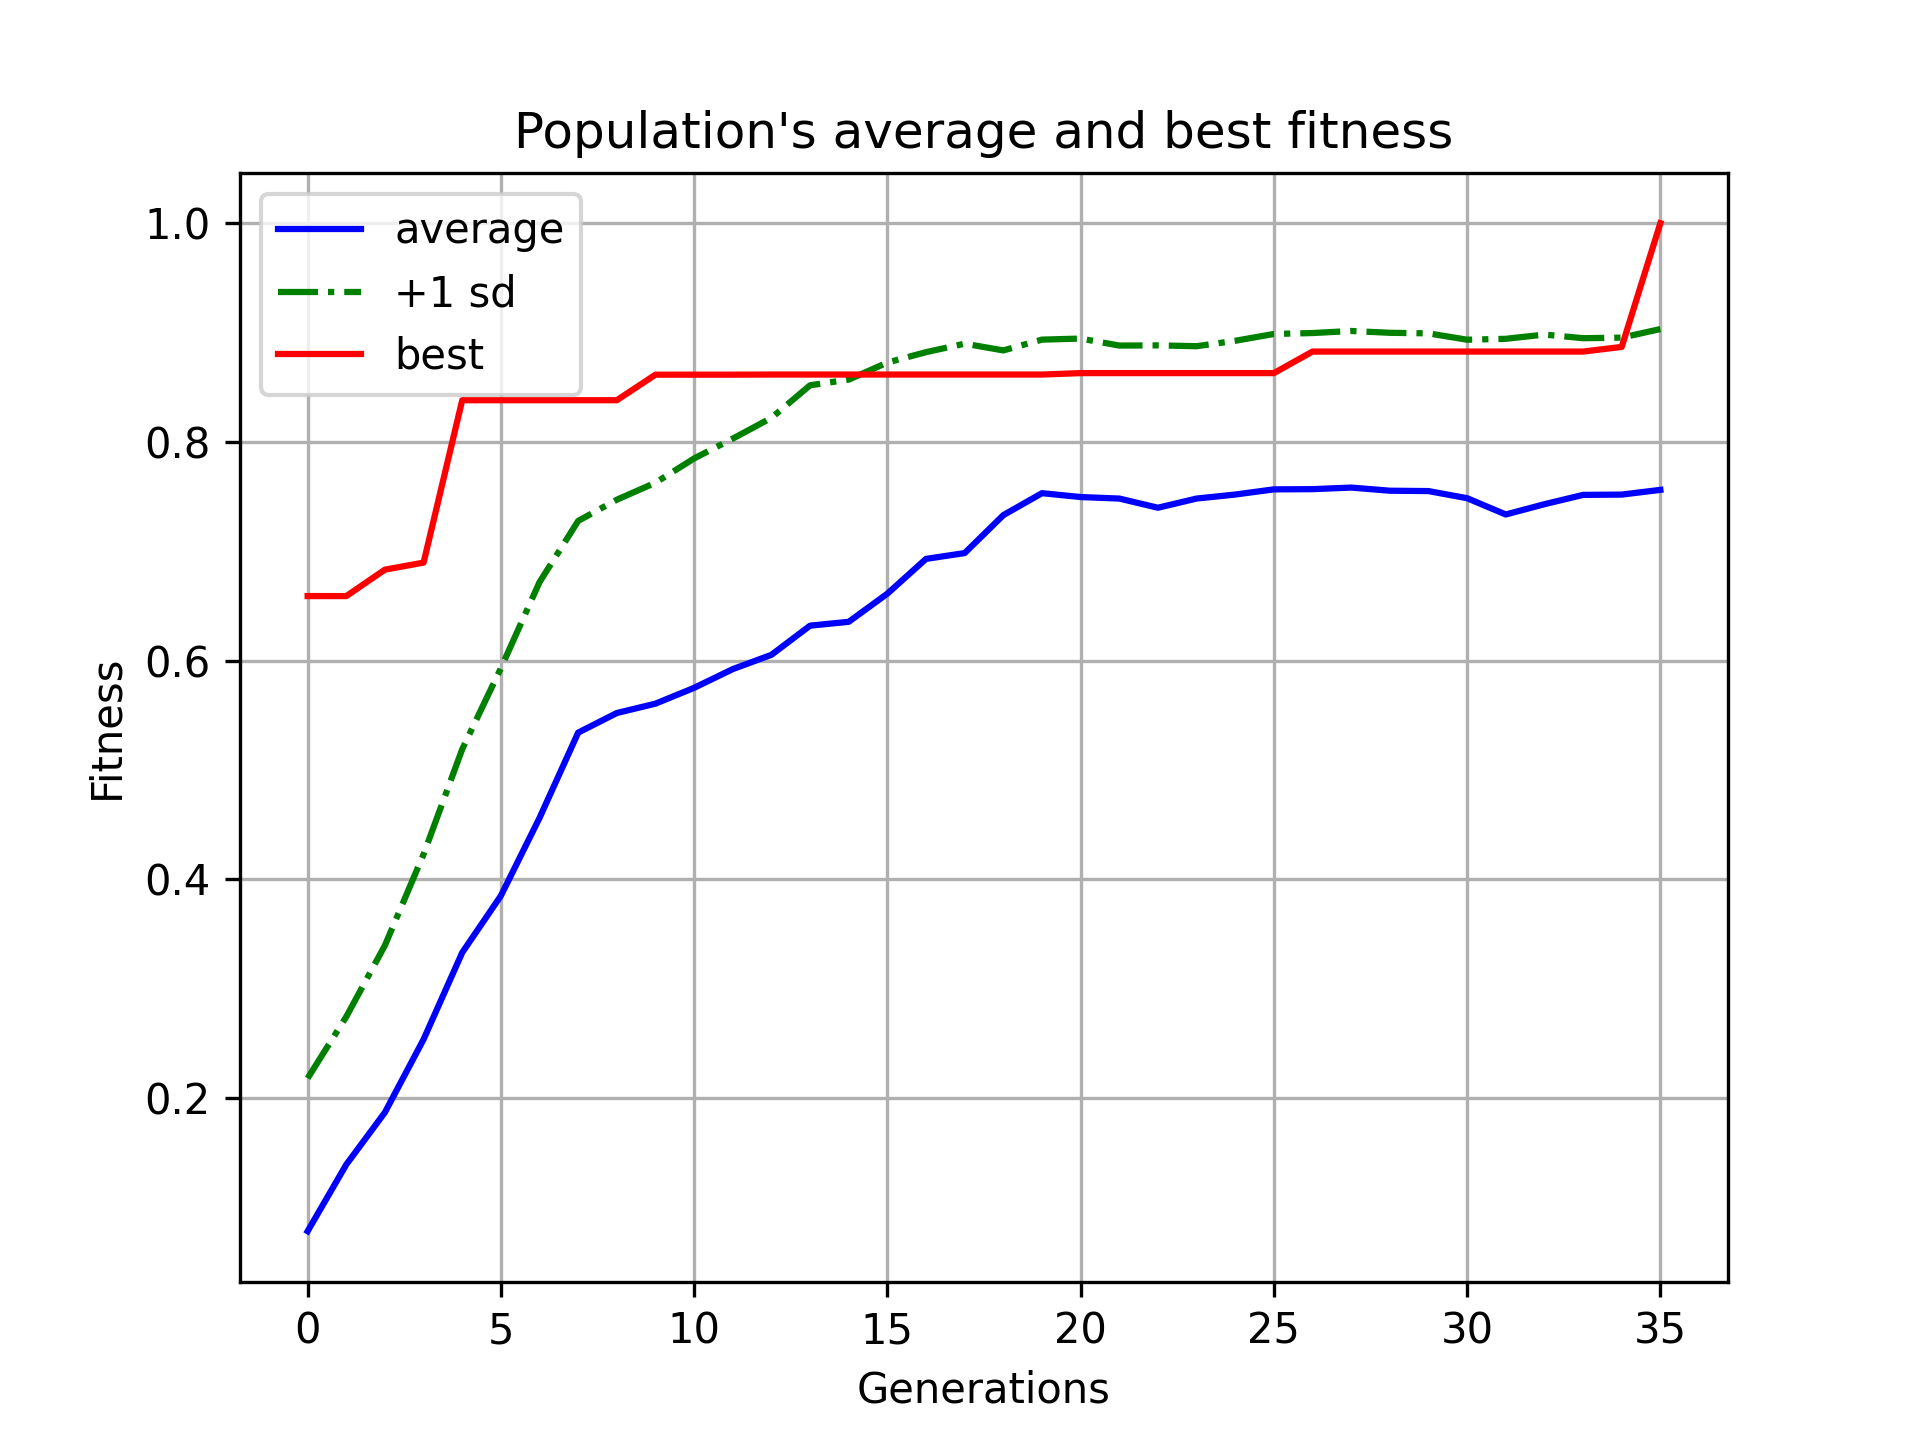 Population's average and best fitness
average
+1 sd
best
1.0
0.8
0.6
0.4
0.2
Fitness
0 5 10 15 20 25 30 35
Generations